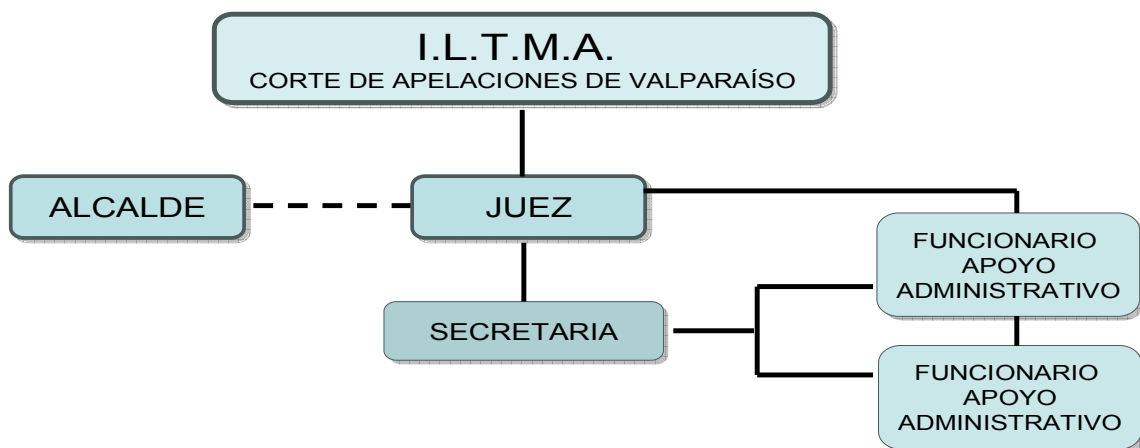 I.L.T.M.A.
CORTE DE APELACIONES DE VALPARAÍSO
ALCALDE
JUEZ
FUNCIONARIO
APOYO
ADMINISTRATIVO
SECRETARIA
FUNCIONARIO
APOYO
ADMINISTRATIVO